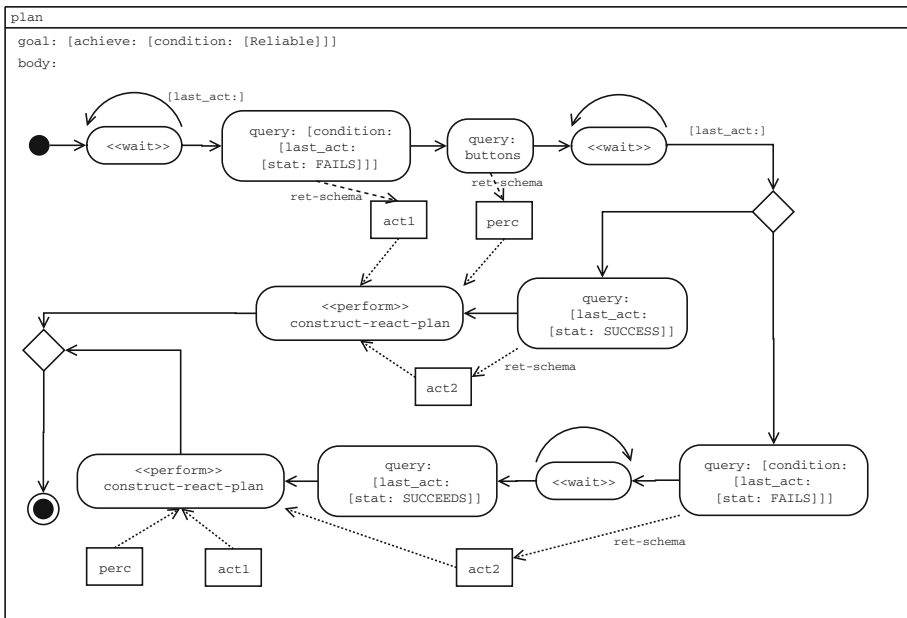 plan
goal: [achieve: [condition: [Reliable]]]
body:
[last_act:]
<<wait>>
query: [condition:
[last_act:
[stat: FAILS]]]
query:
buttons
<<wait>>
[last_act:]
ret-schema
ret-schema
act1
perc
<<perform>>
construct-react-plan
query:
[last_act:
[stat: SUCCESS]]
ret-schema
act2
<<perform>>
construct-react-plan
query:
[last_act:
[stat: SUCCEEDS]]
<<wait>>
query: [condition:
[last_act:
[stat: FAILS]]]
ret-schema
perc
act1
act2